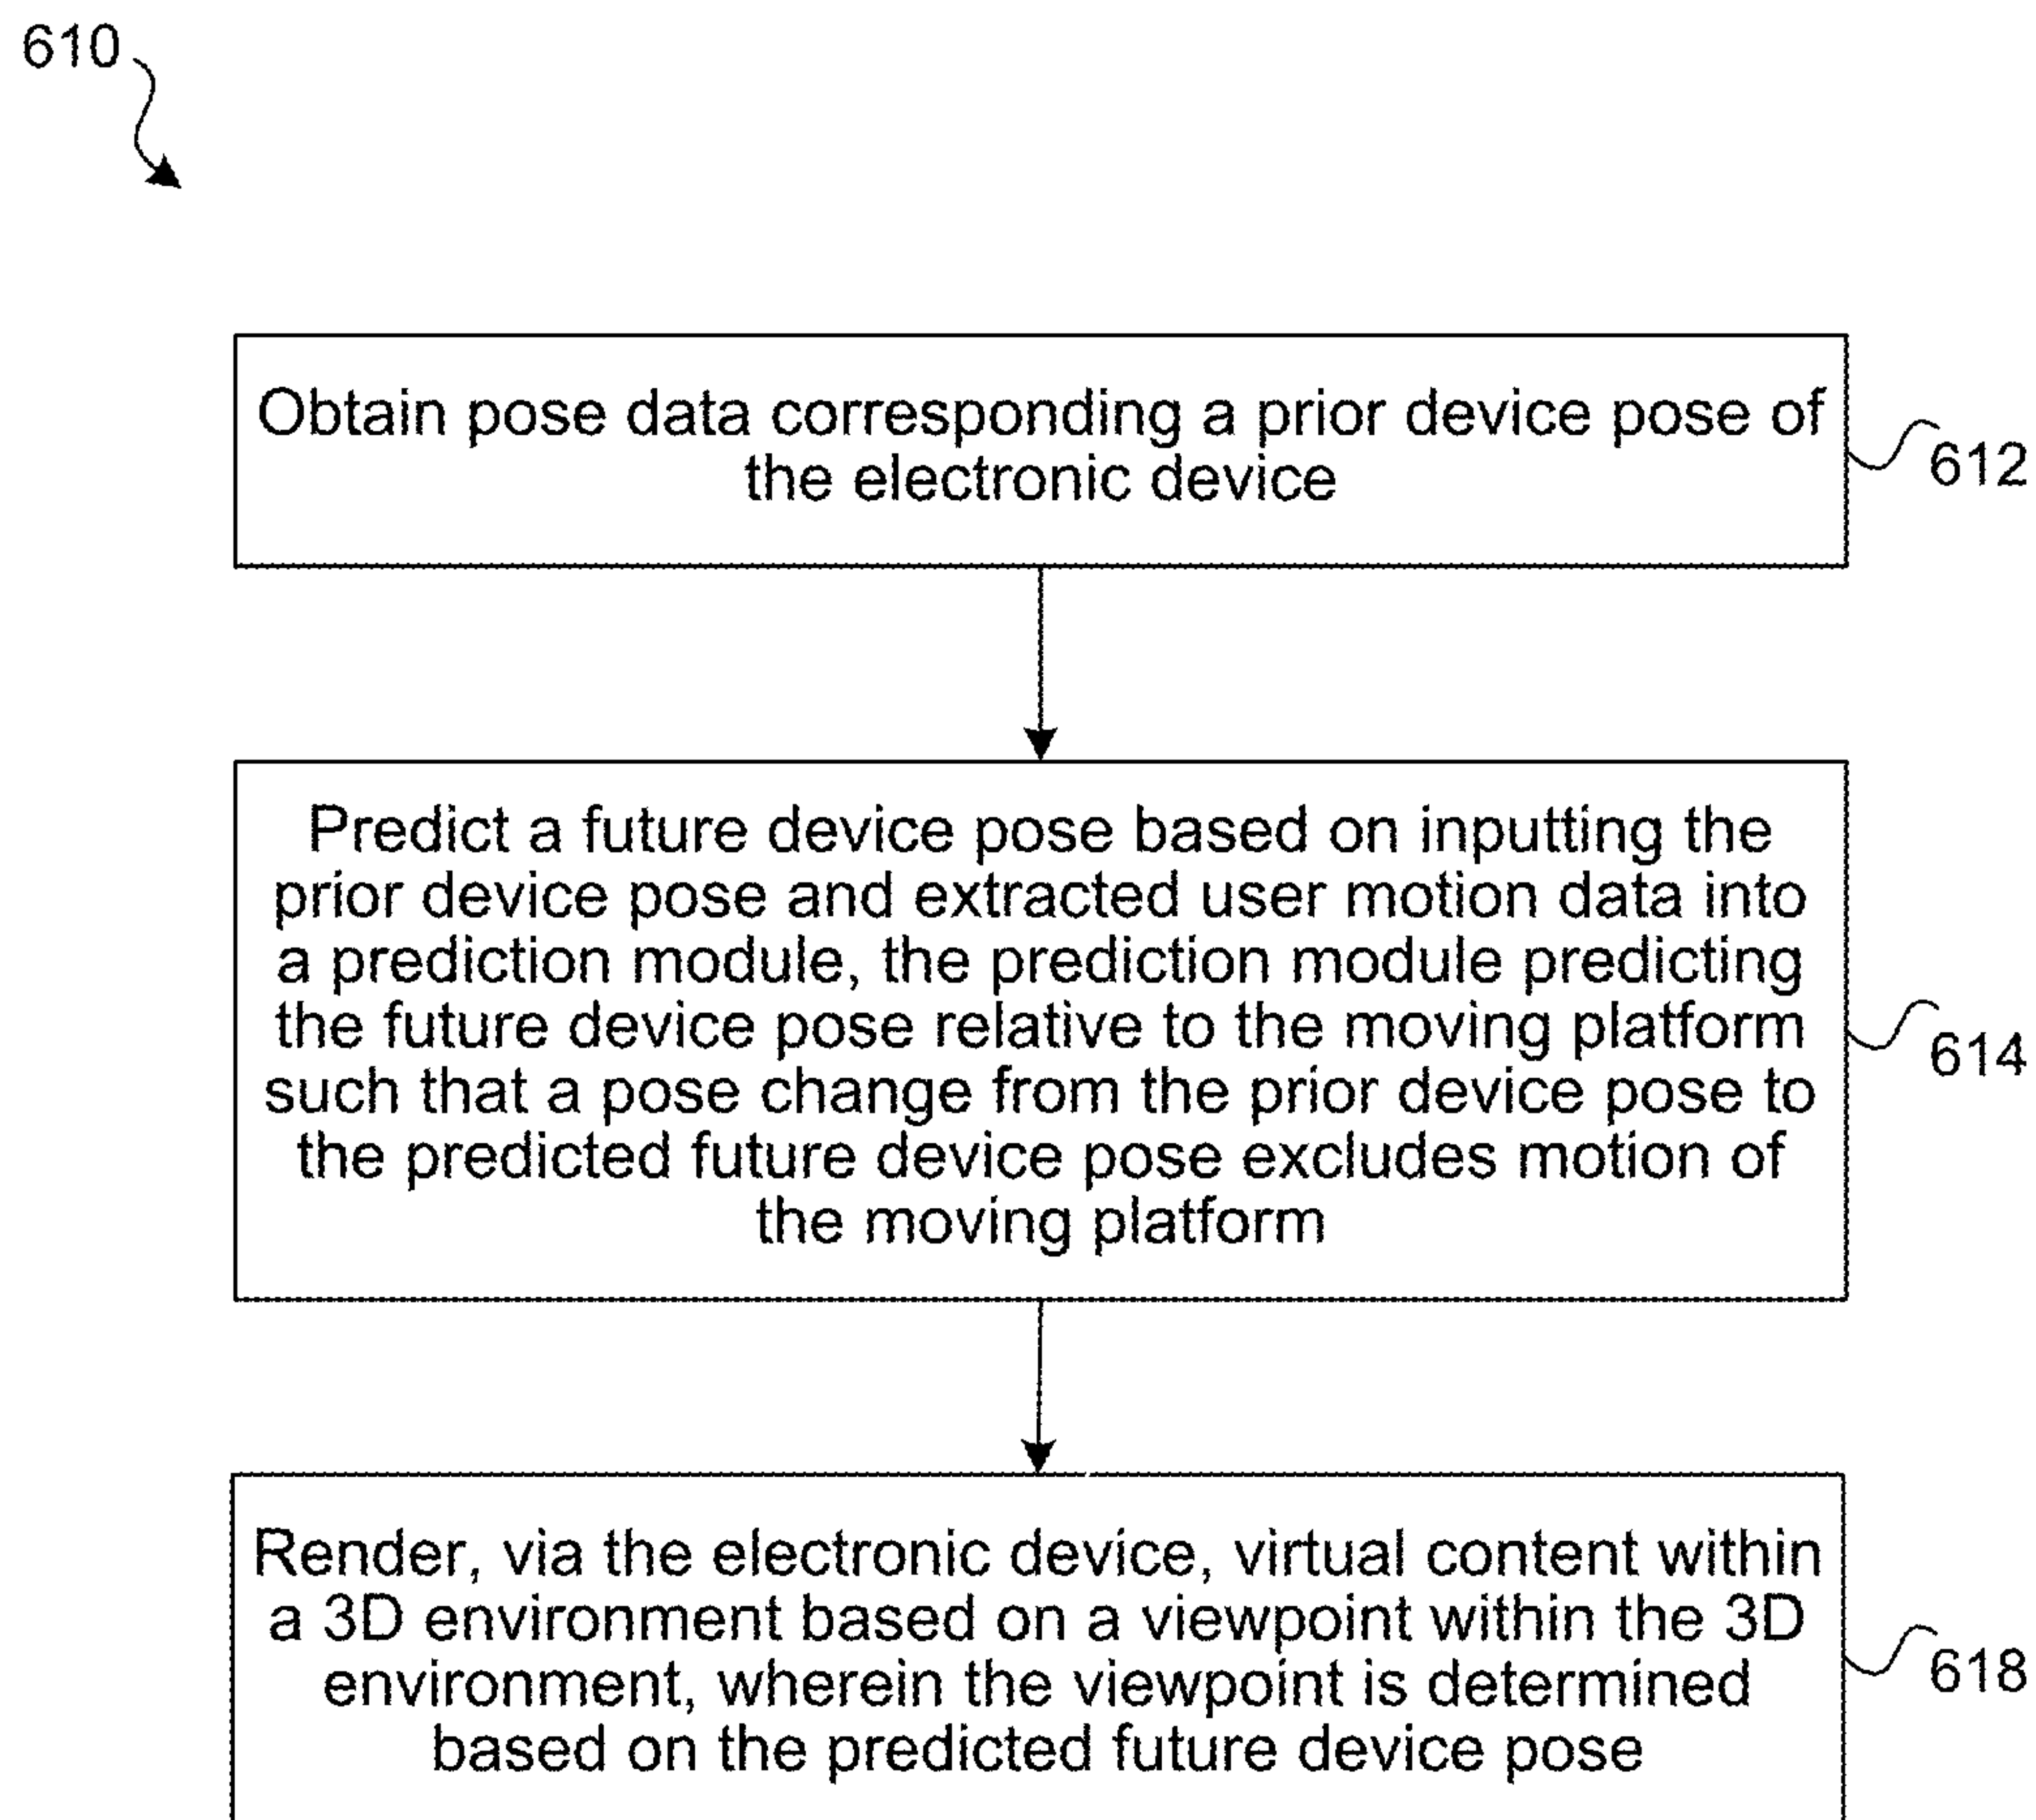 610
Obtain pose data corresponding a prior device pose of
the electronic device
612
Predict a future device pose based on inputting the
prior device pose and extracted user motion data into
a prediction module, the prediction module predicting
the future device pose relative to the moving platform
such that a pose change from the prior device pose to
the predicted future device pose excludes motion of
the moving platform
614
Render, via the electronic device, virtual content within
a 3D environment based on a viewpoint within the 3D
environment, wherein the viewpoint is determined
based on the predicted future device pose
618